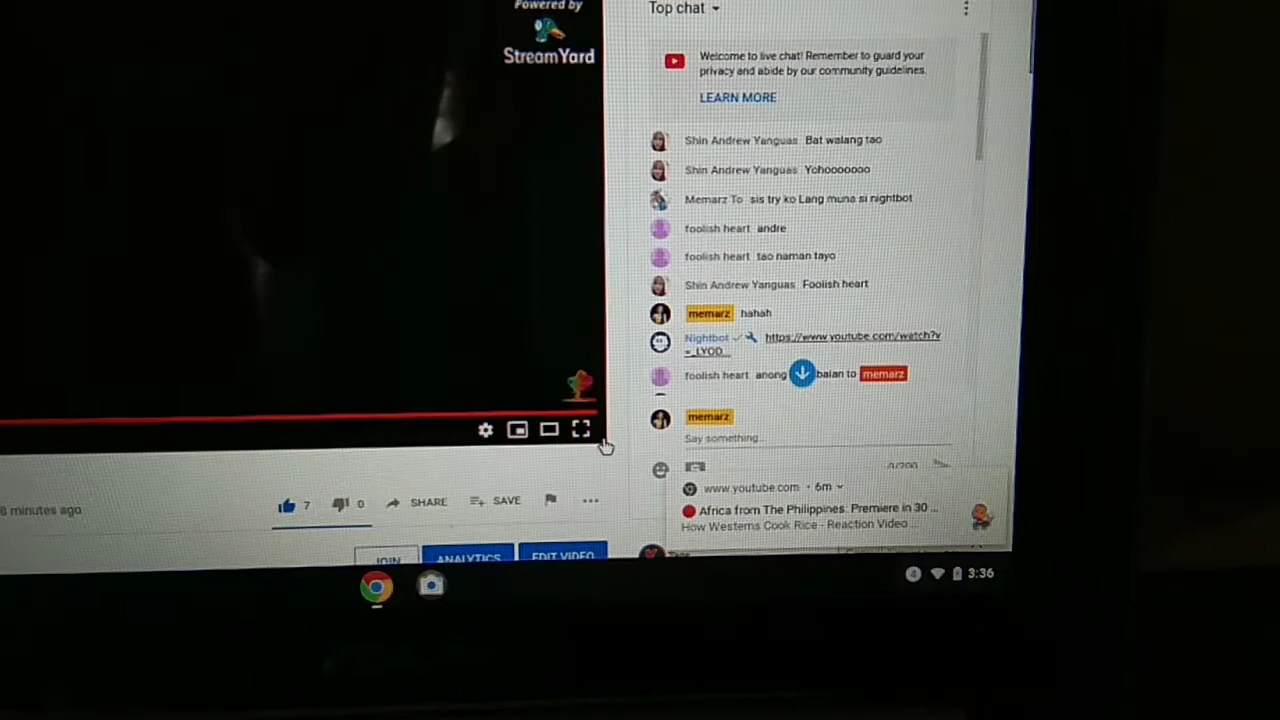 Powered by
StreamYard
Top chat
Welcome to live chat! Remember to guard your
privacy and abide by our community guidelines.
LEARN MORE
Shin Andrew Yanguas Bat walang tao
Shin Andrew Yanguas Ychooooooo
Memarz To sis try ko Lang muna si nightbot
foolish heart andre
foolish heart tao naman tayo
Shin Andrew Yanguas Foolish heart
memarz hahah
Nightbot https://www.youtube.com/watch?v
=_LYOD...
foolish heart anong balan to memarz
memarz
Say something...
0/200
8 minutes ago
7 0 SHARE SAVE
JOIN ANALYTICS EDIT VIDEO
www.youtube.com • 6m
Africa from The Philippines: Premiere in 30 ...
How Westerns Cook Rice - Reaction Video ...
4 3:36